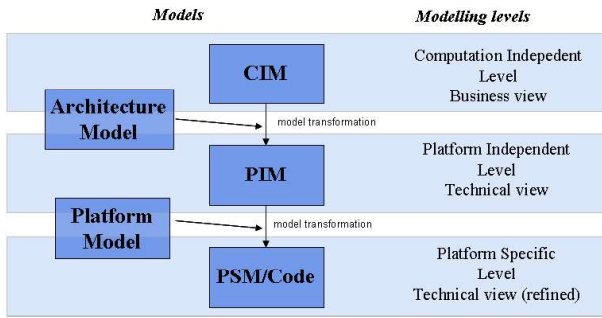 Models
Modelling levels
CIM
Computation Indepedent
Level
Business view
Architecture
Model
model transformation
PIM
Platform Independent
Level
Technical view
Platform
Model
model transformation
PSM/Code
Platform Specific
Level
Technical view (refined)